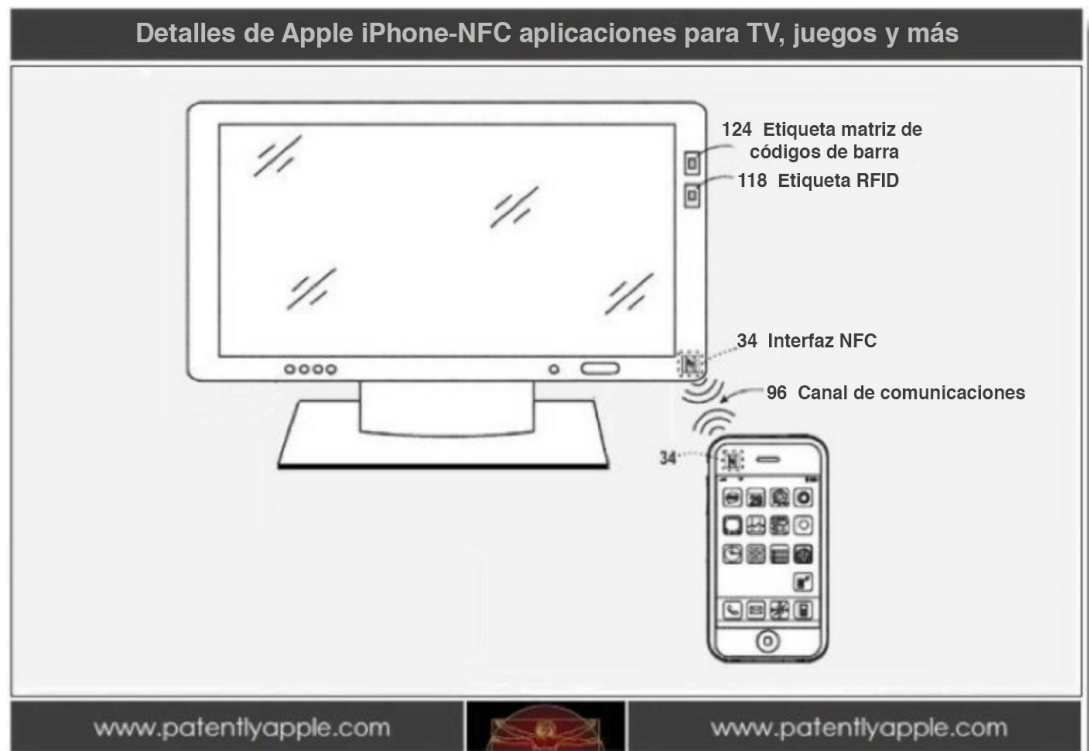 Detalles de Apple iPhone-NFC aplicaciones para TV, juegos y más
124 Etiqueta matriz de
códigos de barra
118 Etiqueta RFID
34 Interfaz NFC
96 Canal de comunicaciones
34
www.patentlyapple.com
www.patentlyapple.com